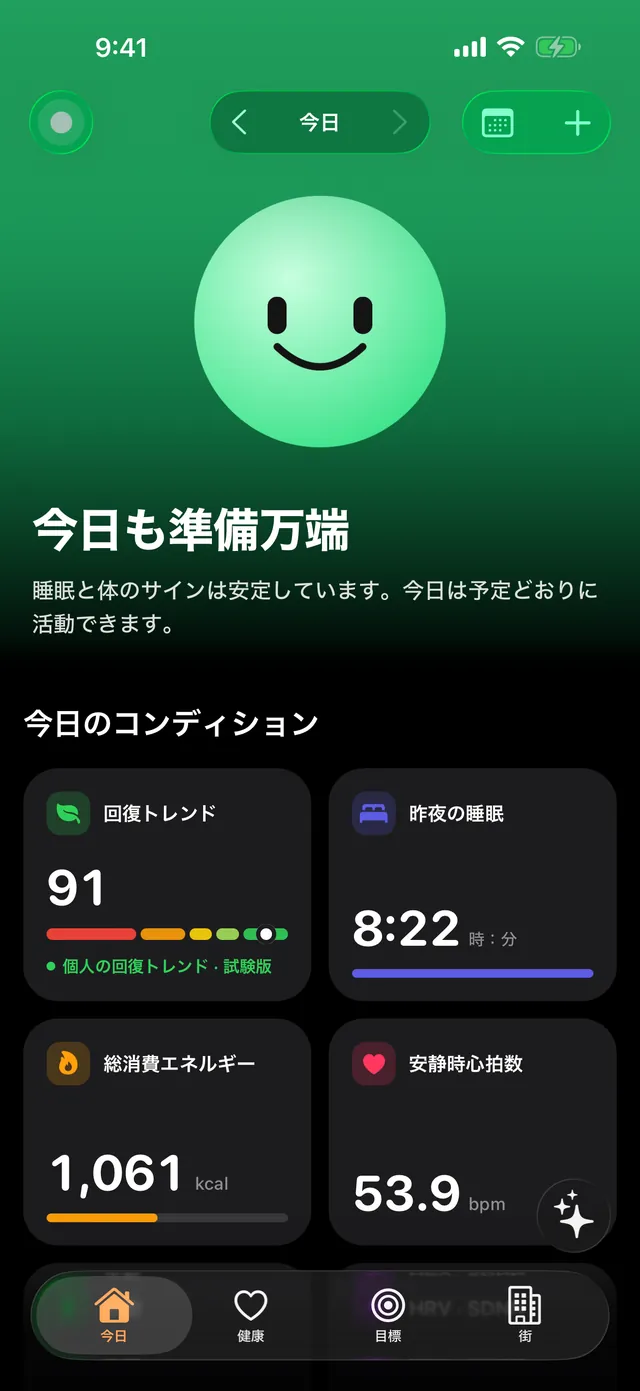 9:41
今日
今日も準備万端
睡眠と体のサインは安定しています。今日は予定どおりに
活動できます。
今日のコンディション
回復トレンド
91
個人の回復トレンド · 試験版
昨夜の睡眠
8:22 時：分
総消費エネルギー
1,061 kcal
安静時心拍数
53.9 bpm
HRV · SDN
今日
健康
目標
街